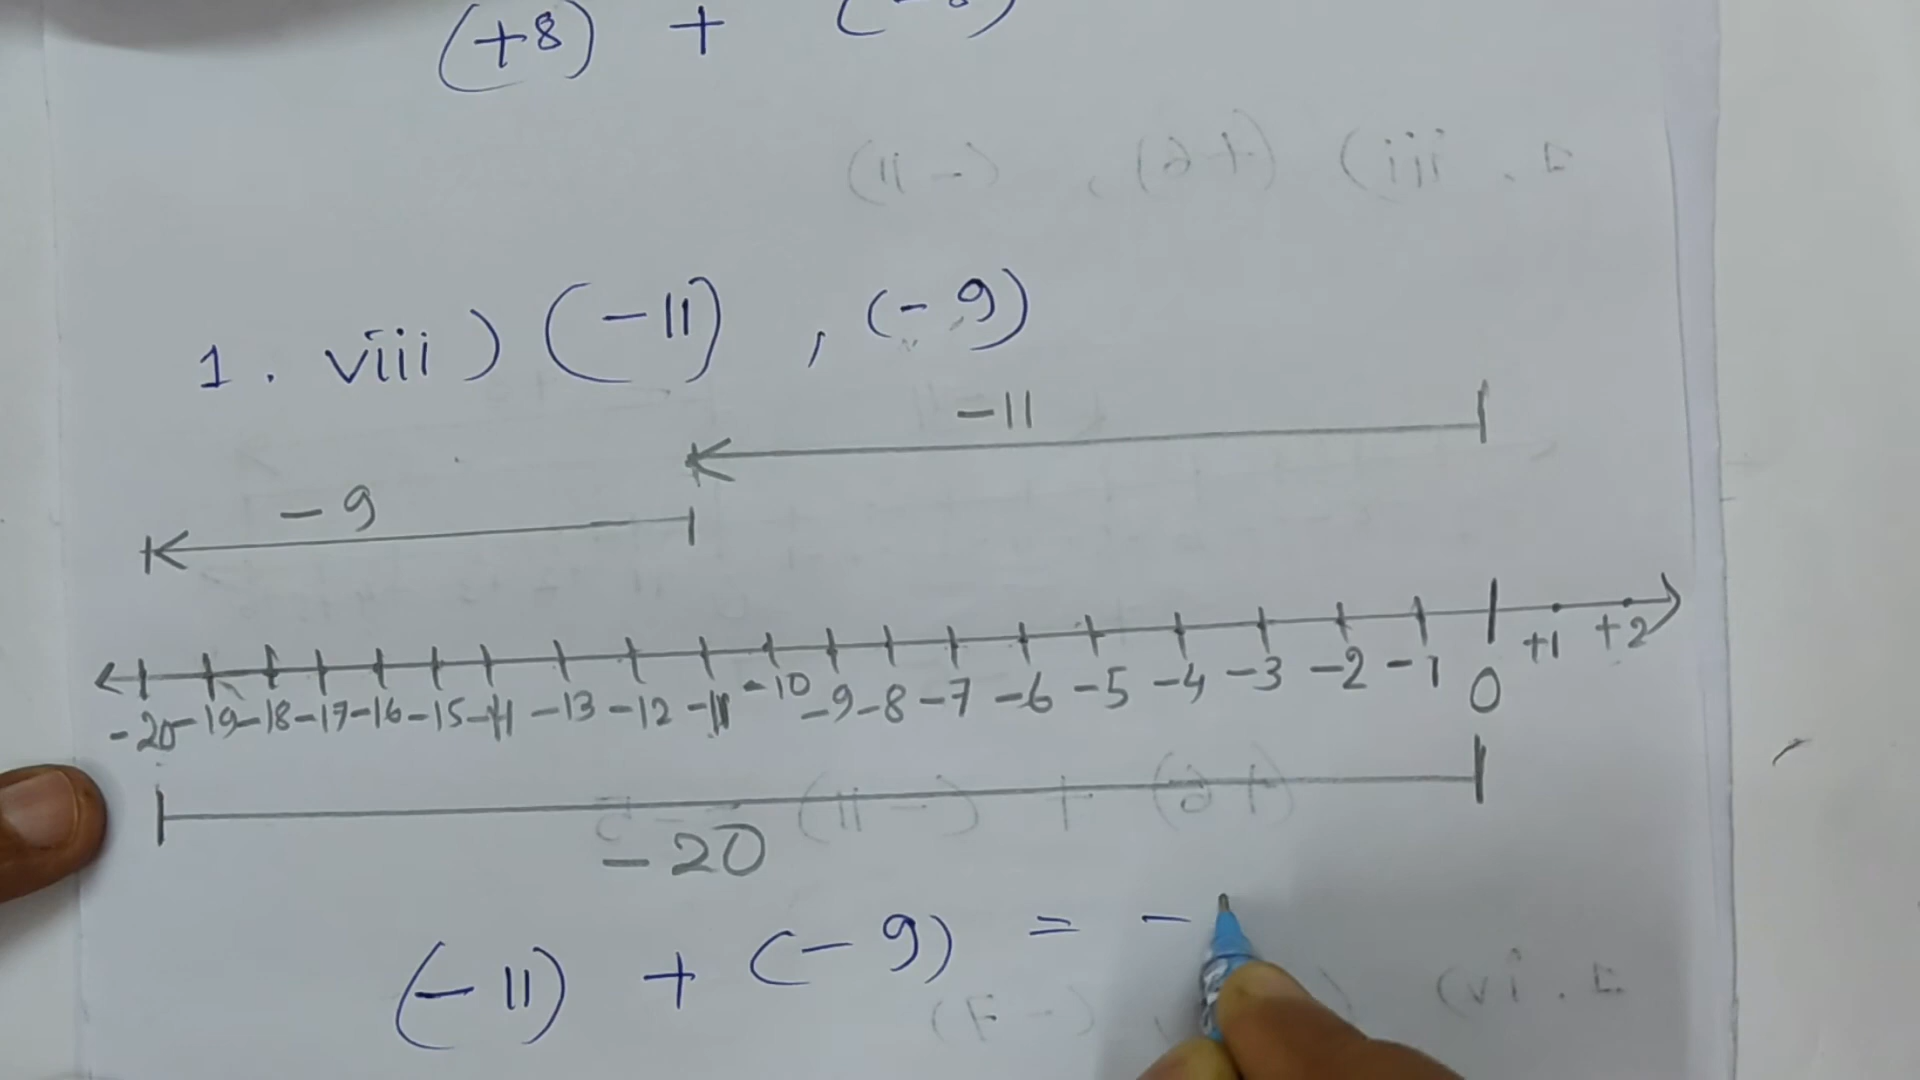 (+8) +
1. viii) (-11) , (-9)
-11
-9
-20 -19 -18 -17 -16 -15 -14 -13 -12 -11 -10 -9 -8 -7 -6 -5 -4 -3 -2 -1 0 +1 +2
-20
(-11) + (-9) = -